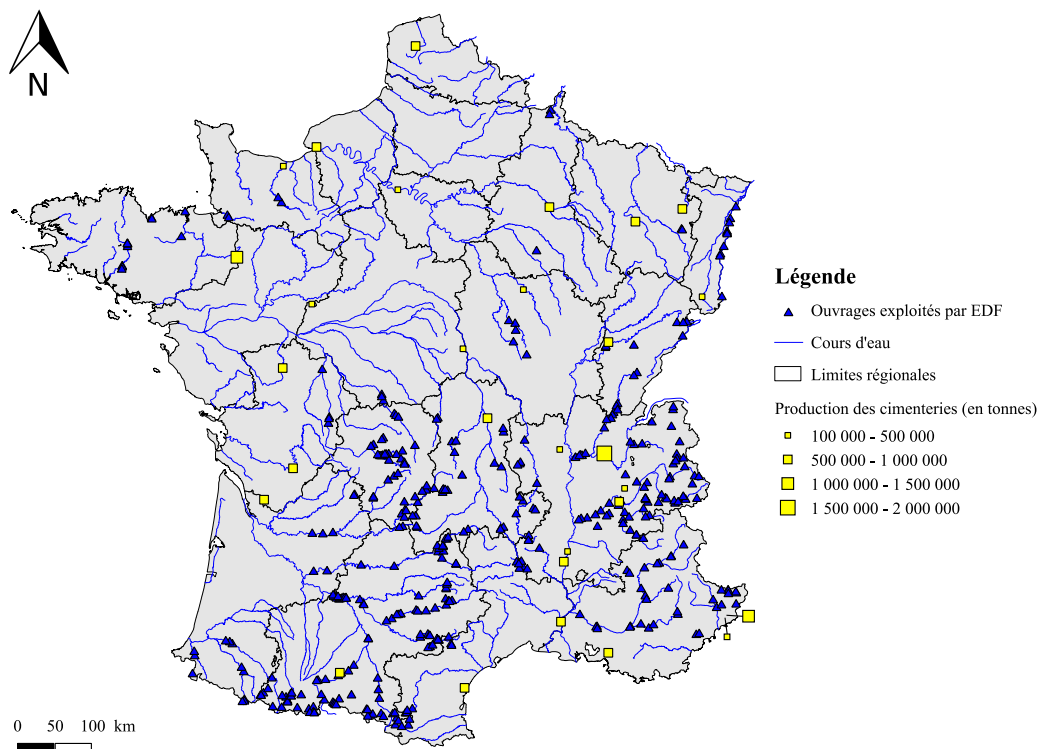 N
Légende
Ouvrages exploités par EDF
Cours d'eau
Limites régionales
Production des cimenteries (en tonnes)
100 000 - 500 000
500 000 - 1 000 000
1 000 000 - 1 500 000
1 500 000 - 2 000 000
0 50 100 km